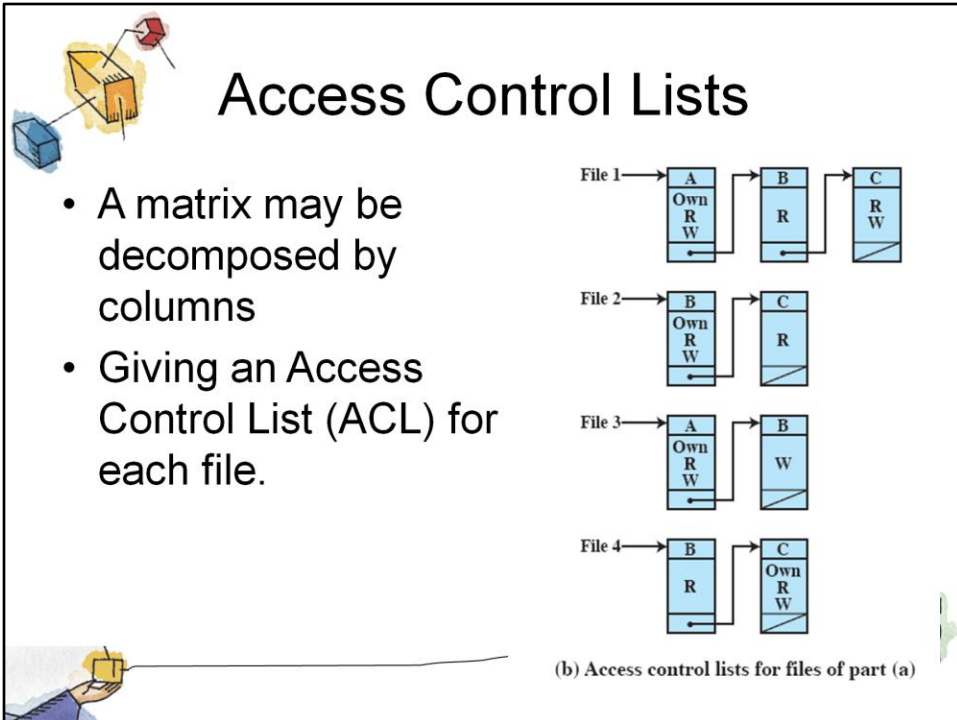 Access Control Lists
• A matrix may be
decomposed by
columns
• Giving an Access
Control List (ACL) for
each file.
File 1
A
Own
R
W
B
R
C
R
W
File 2
B
Own
R
W
C
R
File 3
A
Own
R
W
B
W
File 4
B
R
C
Own
R
W
(b) Access control lists for files of part (a)